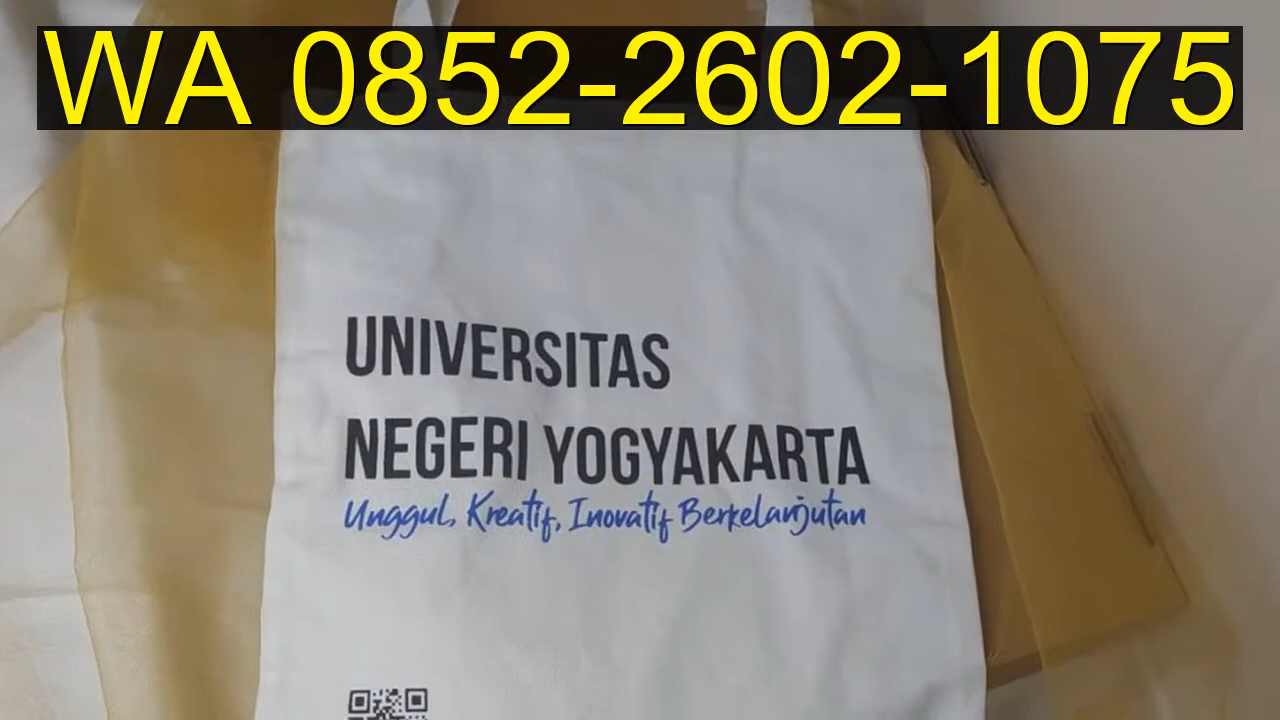 WA 0852-2602-1075
UNIVERSITAS
NEGERI YOGYAKARTA
Unggul, Kreatif, Inovatif Berkelanjutan